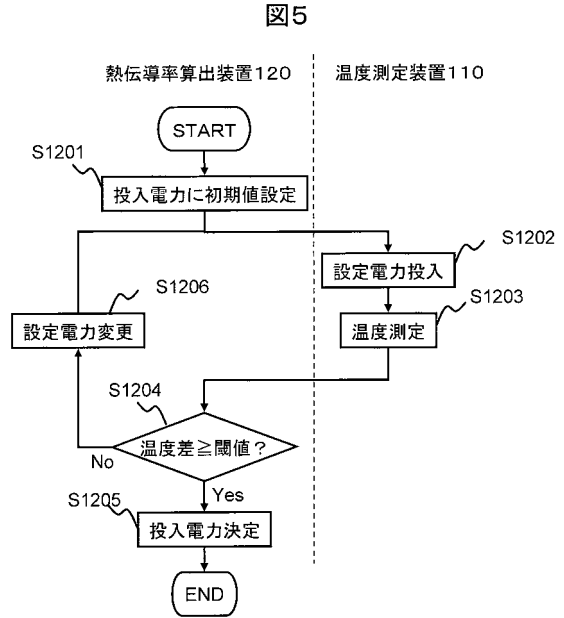 図5
熱伝導率算出装置120
温度測定装置110
START
S1201
投入電力に初期値設定
S1202
設定電力投入
S1206
S1203
設定電力変更
温度測定
S1204
温度差≧閾値？
No
Yes
S1205
投入電力決定
END